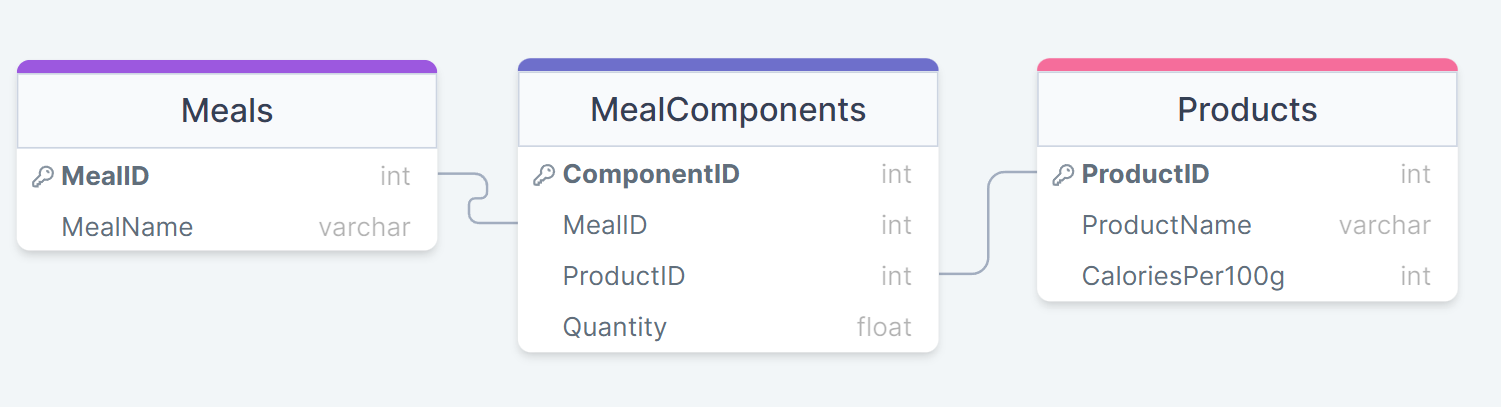 Meals
MealID int
MealName varchar
MealComponents
ComponentID int
MealID int
ProductID int
Quantity float
Products
ProductID int
ProductName varchar
CaloriesPer100g int